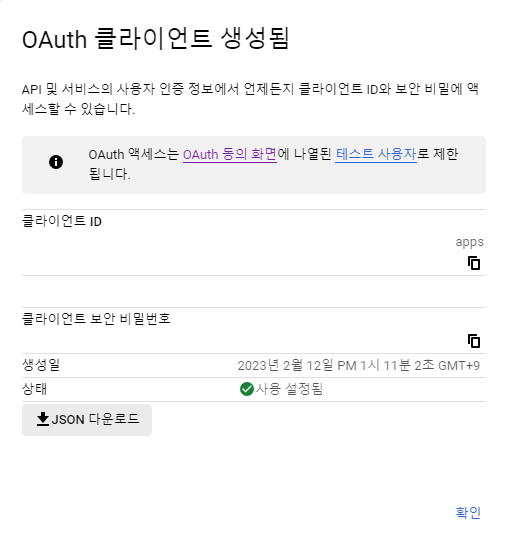 OAuth 클라이언트 생성됨
API 및 서비스의 사용자 인증 정보에서 언제든지 클라이언트 ID와 보안 비밀에 액
세스할 수 있습니다.
OAuth 액세스는 OAuth 동의 화면에 나열된 테스트 사용자로 제한
됩니다.
클라이언트 ID
apps
클라이언트 보안 비밀번호
생성일 2023년 2월 12일 PM 1시 11분 2초 GMT+9
상태 사용 설정됨
JSON 다운로드
확인